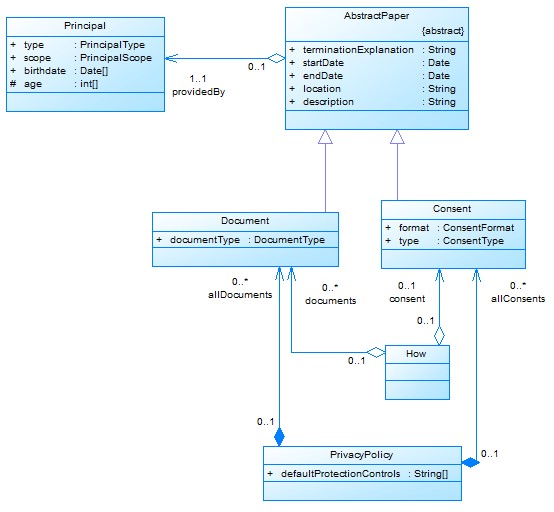 Principal
+ type : PrincipalType
+ scope : PrincipalScope
+ birthdate : Date[]
# age : int[]
AbstractPaper
{abstract}
+ terminationExplanation : String
+ startDate : Date
+ endDate : Date
+ location : String
+ description : String
0..1
1..1
providedBy
Document
+ documentType : DocumentType
Consent
+ format : ConsentFormat
+ type : ConsentType
0..*
allDocuments
0..*
documents
0..1
consent
0..*
allConsents
0..1
How
0..1
0..1
0..1
PrivacyPolicy
+ defaultProtectionControls : String[]